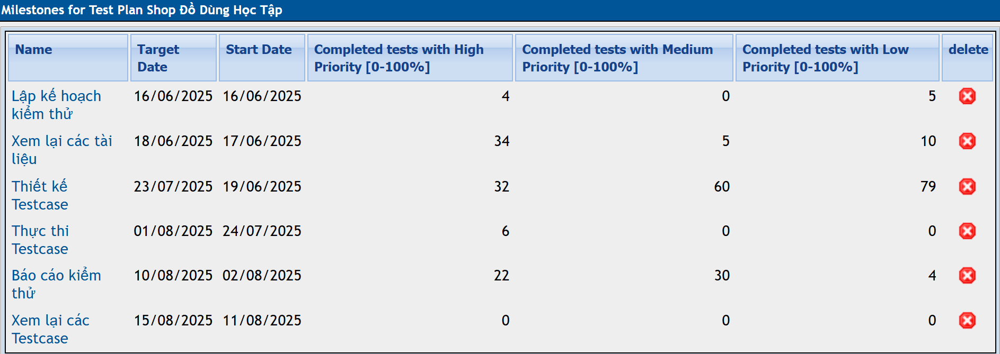 Milestones for Test Plan Shop Đồ Dùng Học Tập
Name Target Date Start Date Completed tests with High Priority [0-100%] Completed tests with Medium Priority [0-100%] Completed tests with Low Priority [0-100%] delete
Lập kế hoạch kiểm thử 16/06/2025 16/06/2025 4 0 5
Xem lại các tài liệu 18/06/2025 17/06/2025 34 5 10
Thiết kế Testcase 23/07/2025 19/06/2025 32 60 79
Thực thi Testcase 01/08/2025 24/07/2025 6 0 0
Báo cáo kiểm thử 10/08/2025 02/08/2025 22 30 4
Xem lại các Testcase 15/08/2025 11/08/2025 0 0 0